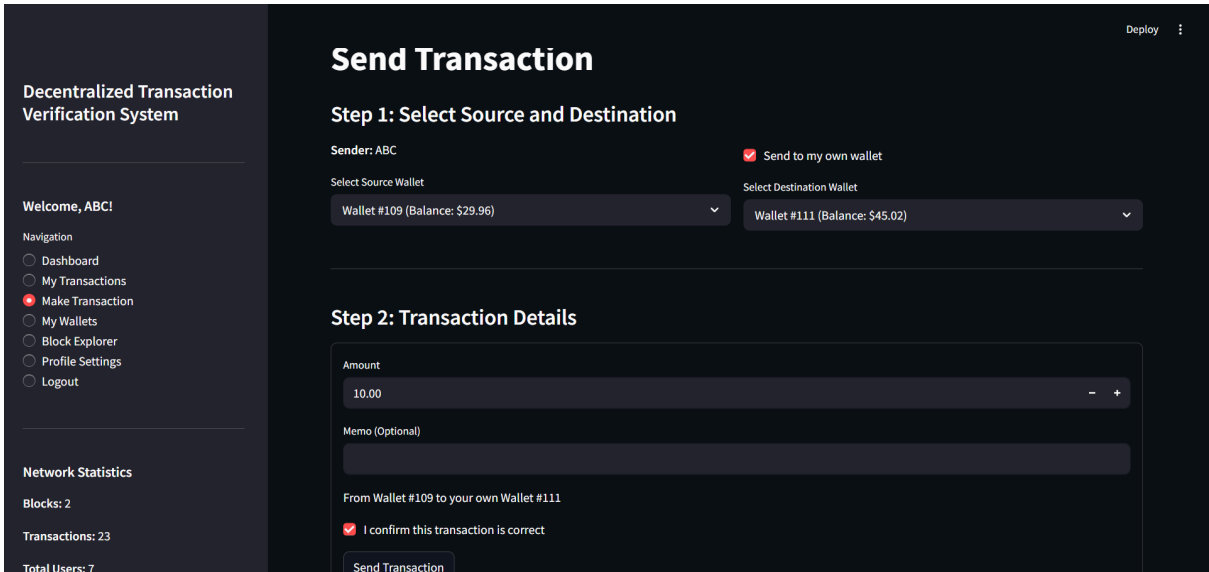 Deploy
Decentralized Transaction
Verification System
Welcome, ABC!
Navigation
Dashboard
My Transactions
Make Transaction
My Wallets
Block Explorer
Profile Settings
Logout
Network Statistics
Blocks: 2
Transactions: 23
Total Users: 7
Send Transaction
Step 1: Select Source and Destination
Sender: ABC
Select Source Wallet
Wallet #109 (Balance: $29.96)
Send to my own wallet
Select Destination Wallet
Wallet #111 (Balance: $45.02)
Step 2: Transaction Details
Amount
10.00
Memo (Optional)
From Wallet #109 to your own Wallet #111
I confirm this transaction is correct
Send Transaction